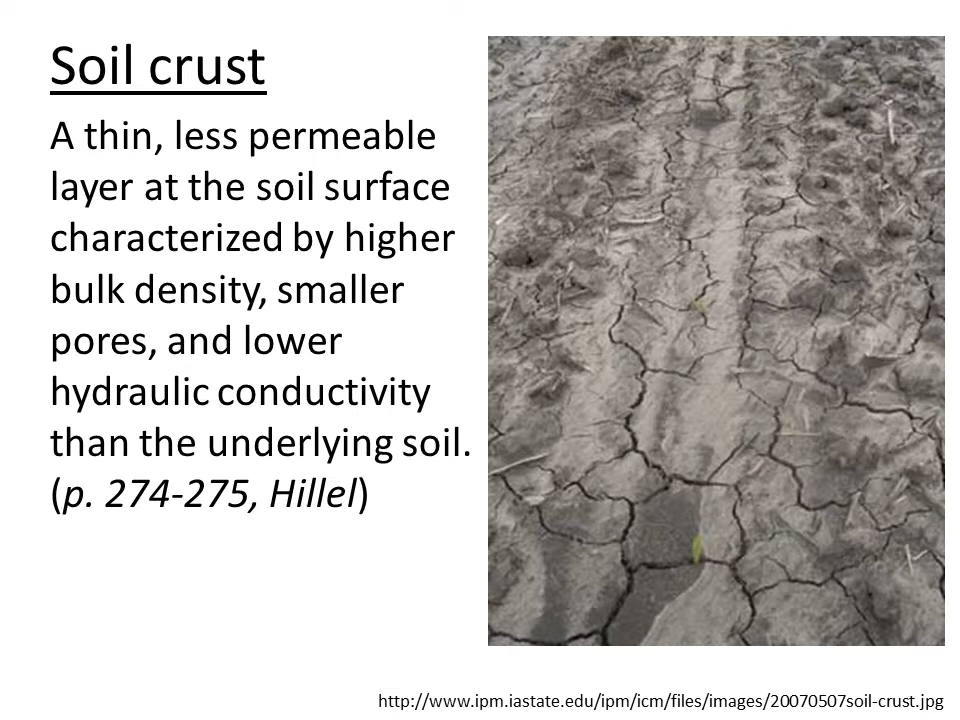 Soil crust
A thin, less permeable
layer at the soil surface
characterized by higher
bulk density, smaller
pores, and lower
hydraulic conductivity
than the underlying soil.
(p. 274-275, Hillel)
http://www.ipm.iastate.edu/ipm/icm/files/images/20070507soil-crust.jpg